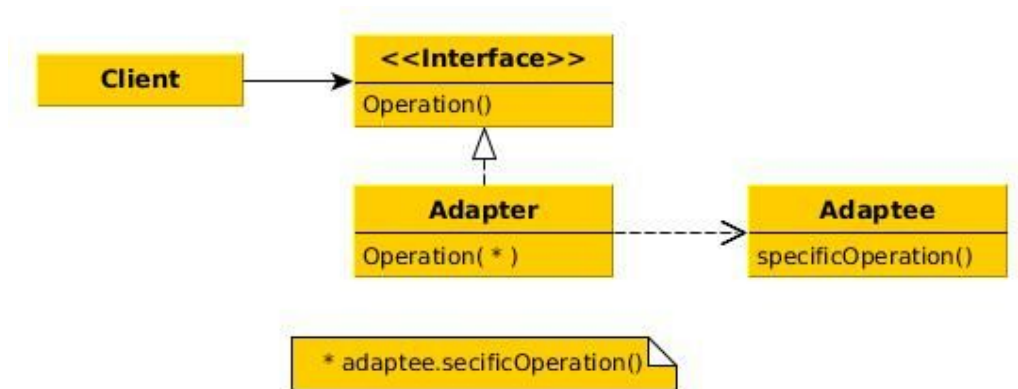 Client
<<Interface>>
Operation()
Adapter
Operation( * )
Adaptee
specificOperation()
* adaptee.secificOperation()